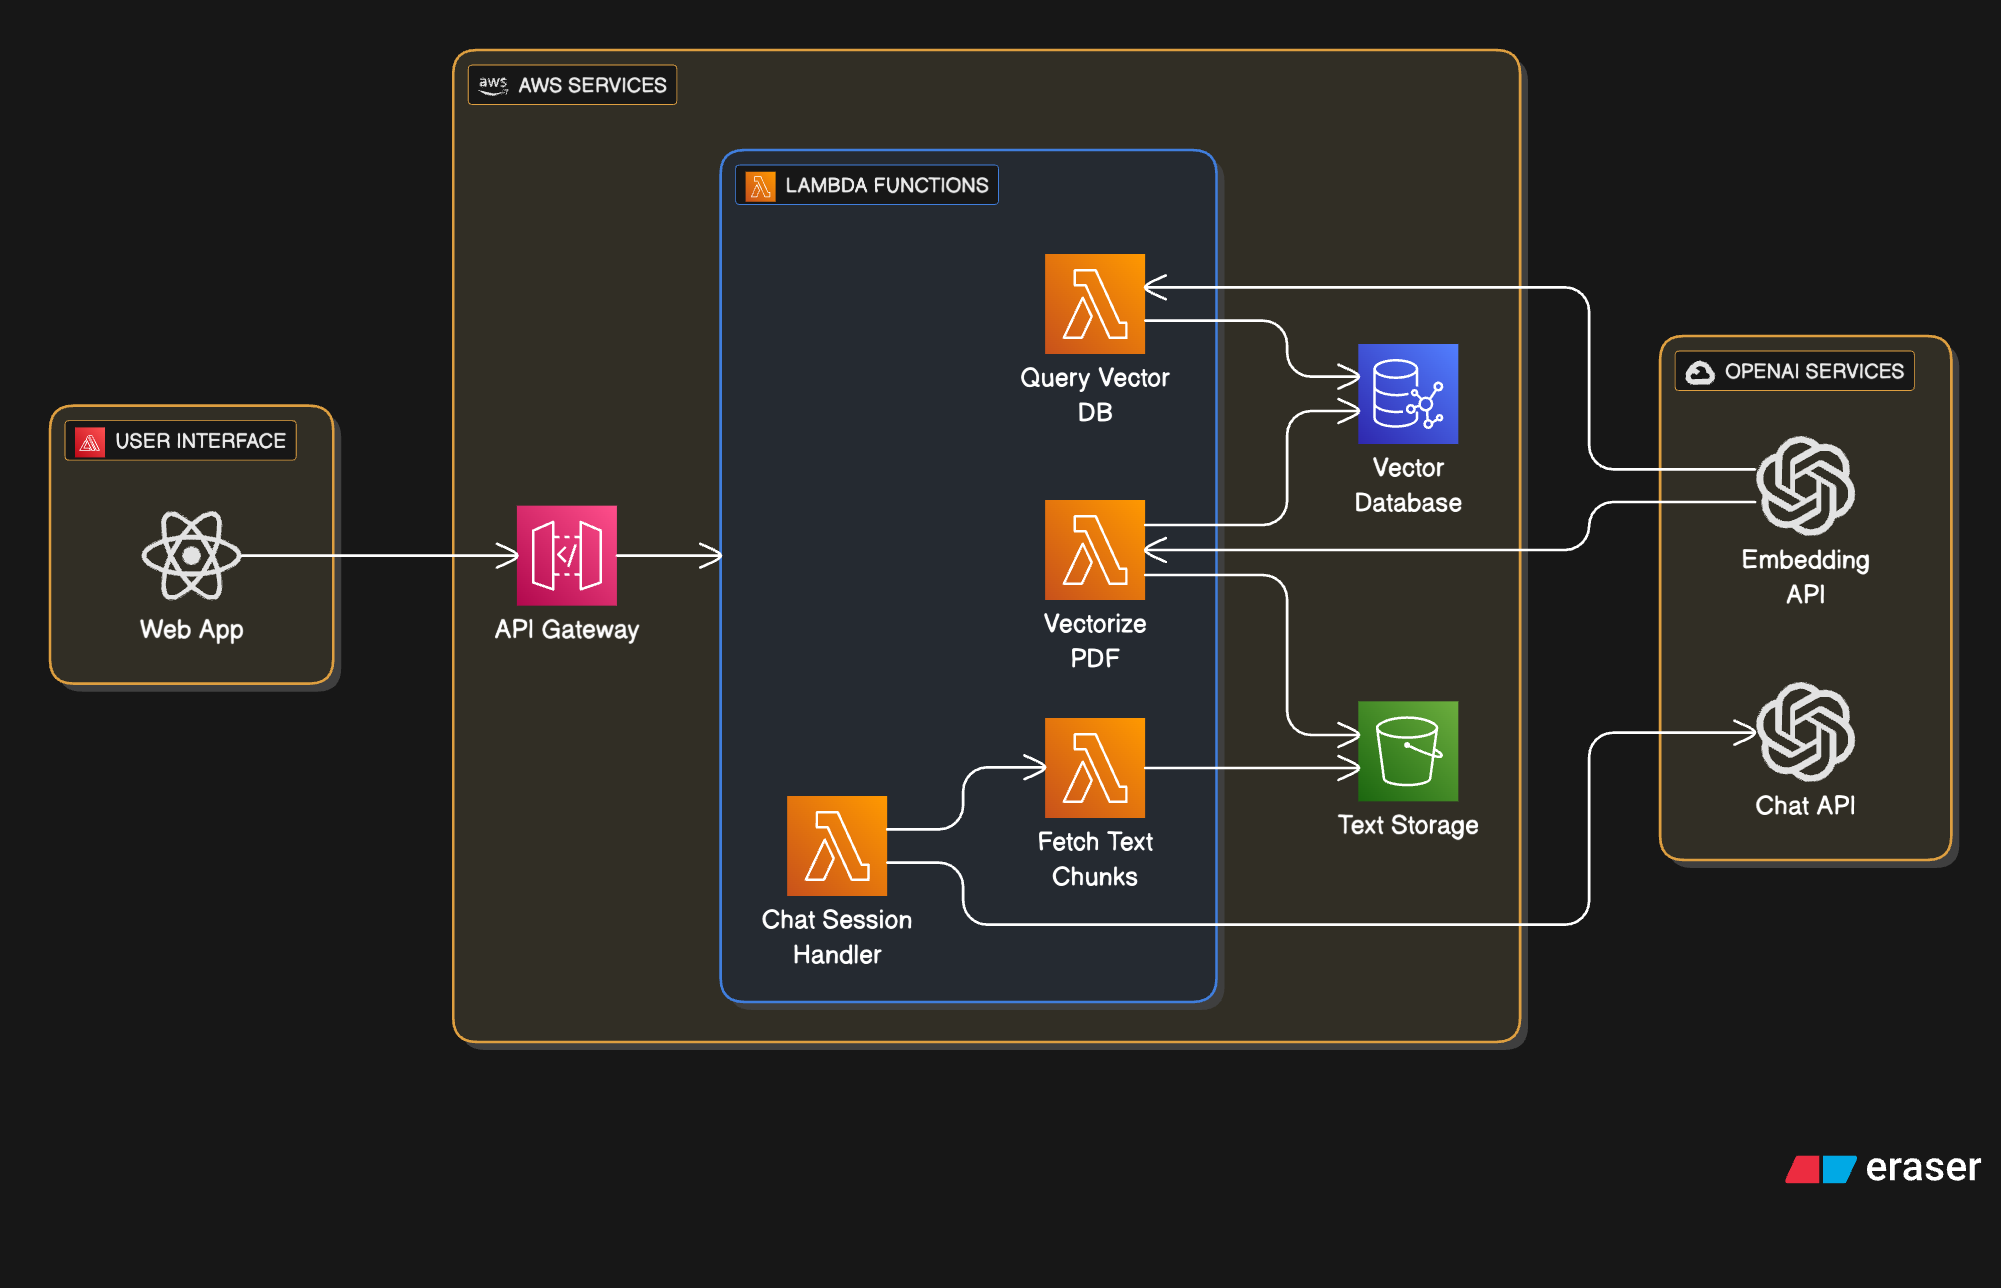 aws AWS SERVICES
LAMBDA FUNCTIONS
Query Vector
DB
OPENAI SERVICES
USER INTERFACE
Vector
Database
Embedding
API
Web App
API Gateway
</>
Vectorize
PDF
Chat API
Text Storage
Fetch Text
Chunks
Chat Session
Handler
eraser